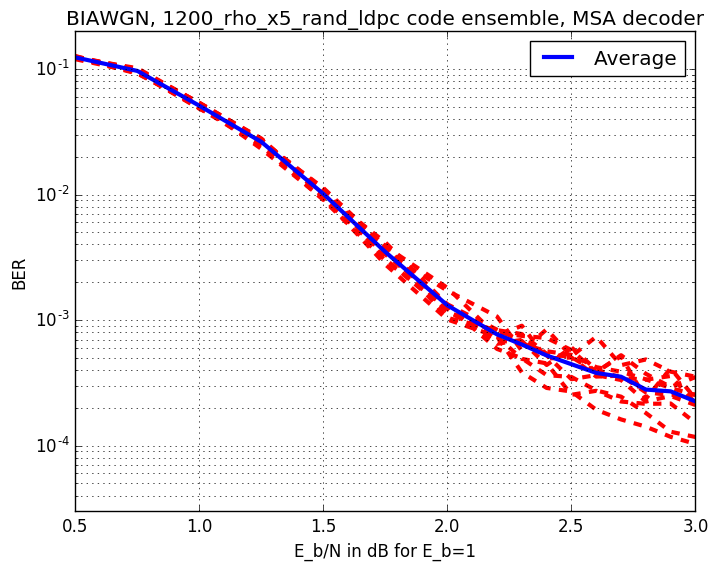 BIAWGN, 1200_rho_x5_rand_ldpc code ensemble, MSA decoder
Average
BER
10^-1
10^-2
10^-3
10^-4
0.5 1.0 1.5 2.0 2.5 3.0
E_b/N in dB for E_b=1